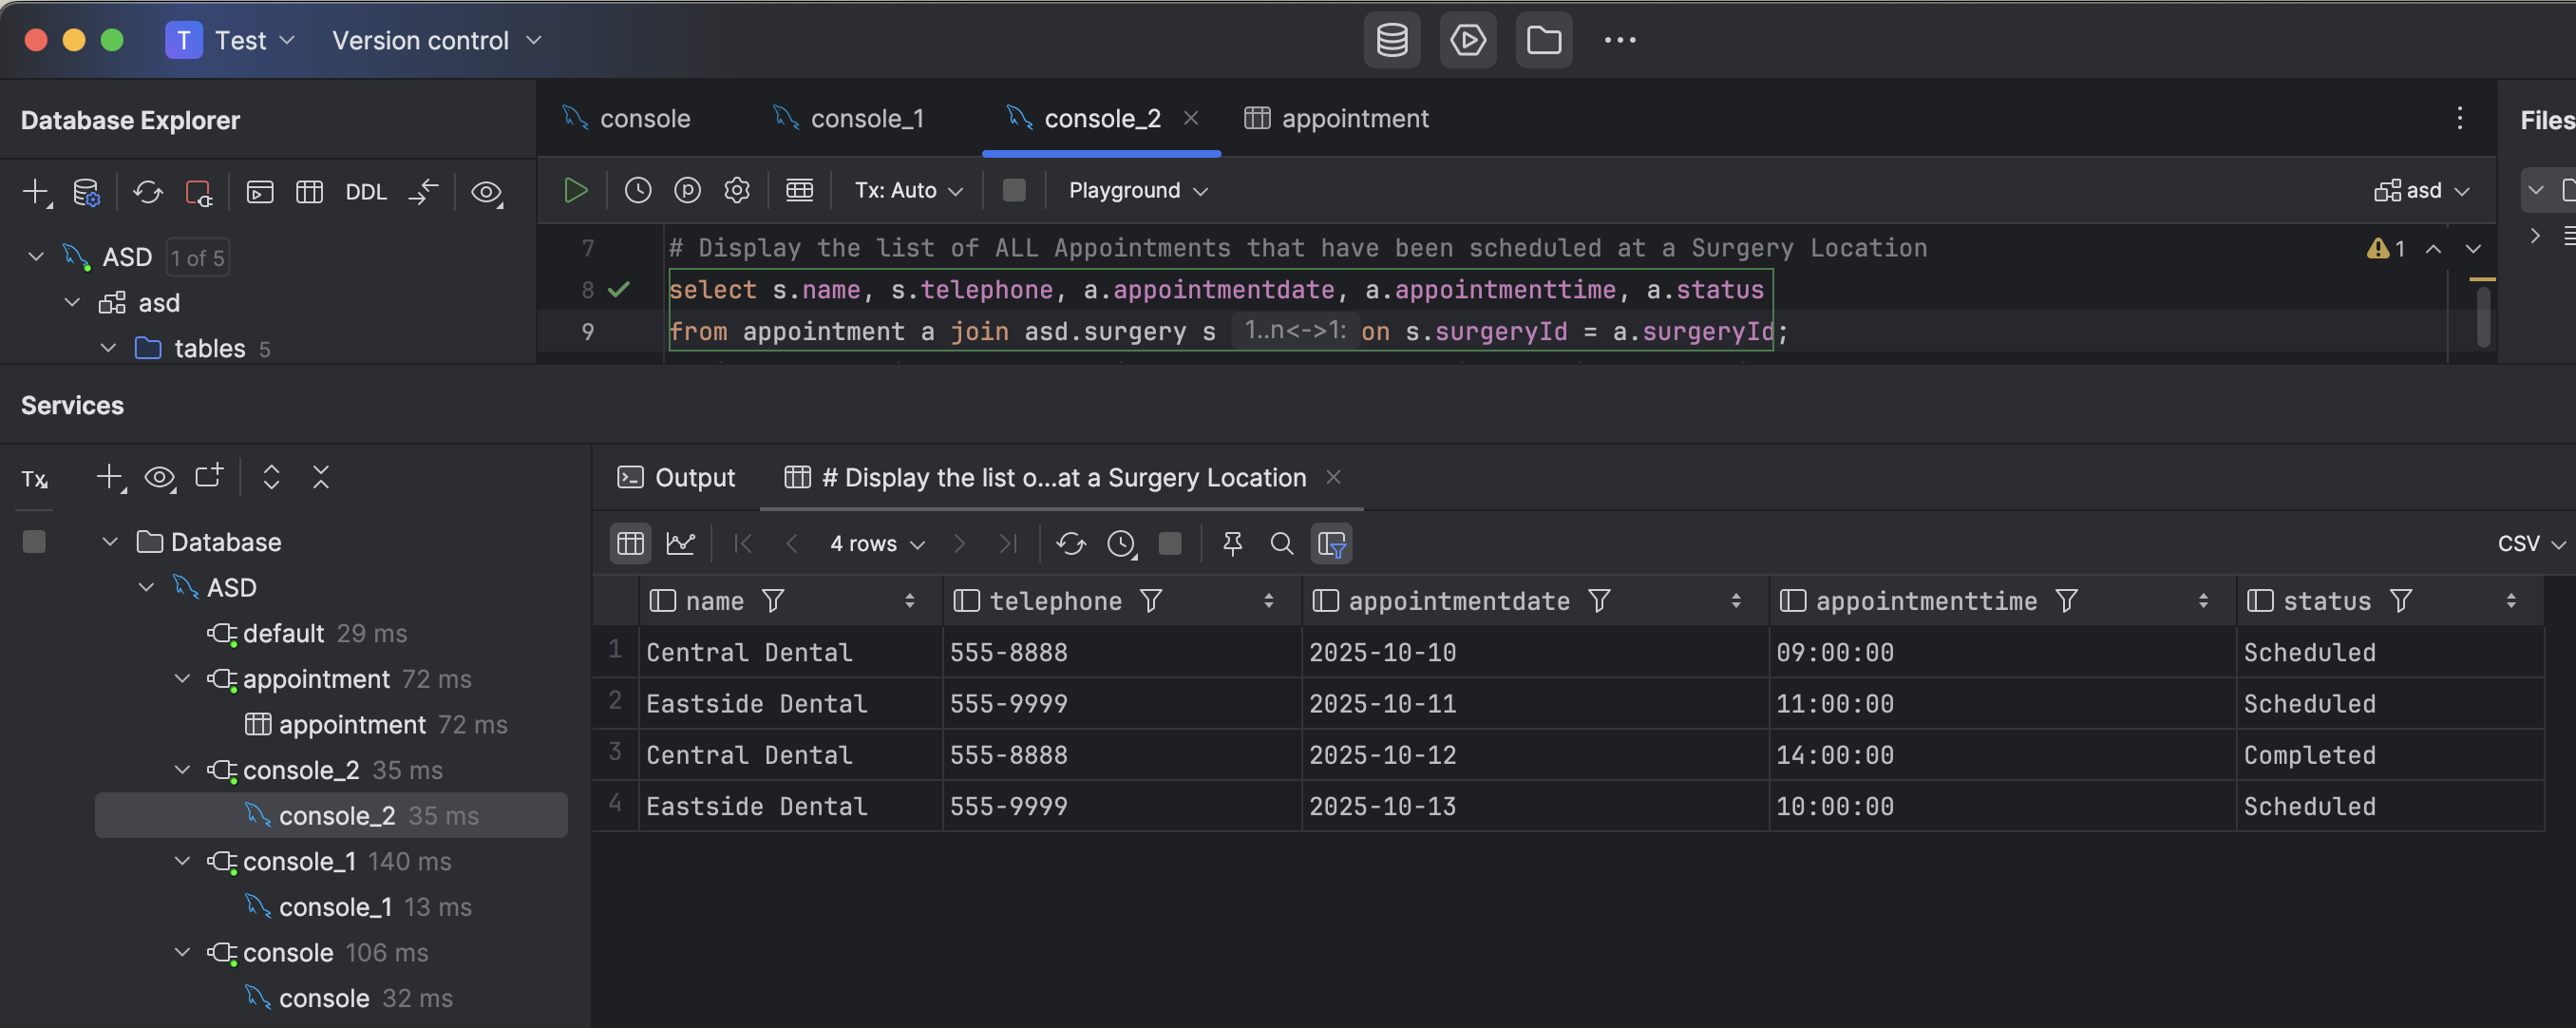 T Test Version control
Database Explorer
console console_1 console_2 appointment
Files
DDL
Tx: Auto Playground asd
ASD 1 of 5
asd
tables 5
7 # Display the list of ALL Appointments that have been scheduled at a Surgery Location
1
8 select s.name, s.telephone, a.appointmentdate, a.appointmenttime, a.status
9 from appointment a join asd.surgery s 1..n<->1: on s.surgeryId = a.surgeryId;
Services
Tx
Output # Display the list o...at a Surgery Location
4 rows CSV
Database
ASD
default 29 ms
appointment 72 ms
appointment 72 ms
console_2 35 ms
console_2 35 ms
console_1 140 ms
console_1 13 ms
console 106 ms
console 32 ms
name telephone appointmentdate appointmenttime status
1 Central Dental 555-8888 2025-10-10 09:00:00 Scheduled
2 Eastside Dental 555-9999 2025-10-11 11:00:00 Scheduled
3 Central Dental 555-8888 2025-10-12 14:00:00 Completed
4 Eastside Dental 555-9999 2025-10-13 10:00:00 Scheduled